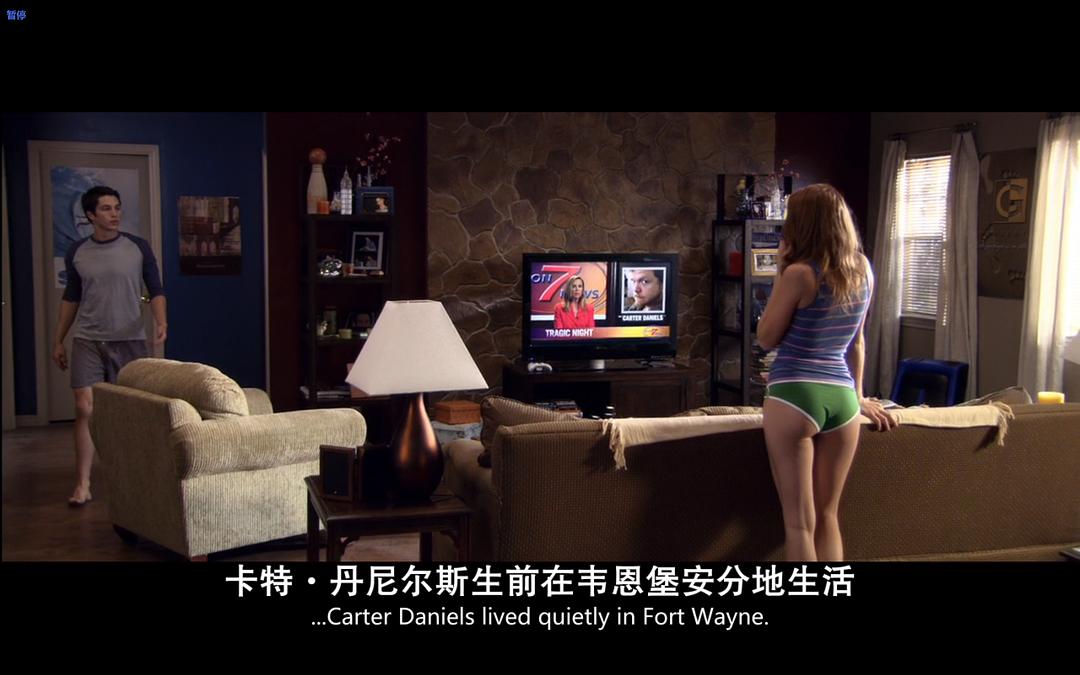 暂停
ON 7 NEWS
CARTER DANIELS
TRAGIC NIGHT
7
G
卡特·丹尼尔斯生前在韦恩堡安分地生活
...Carter Daniels lived quietly in Fort Wayne.